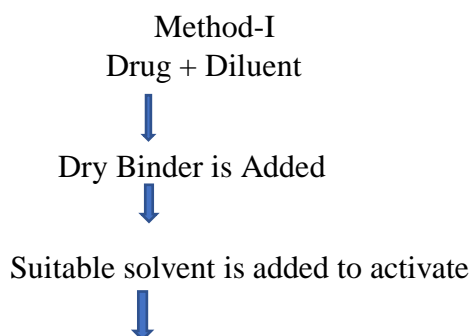 Method-I
Drug + Diluent
Dry Binder is Added
Suitable solvent is added to activate